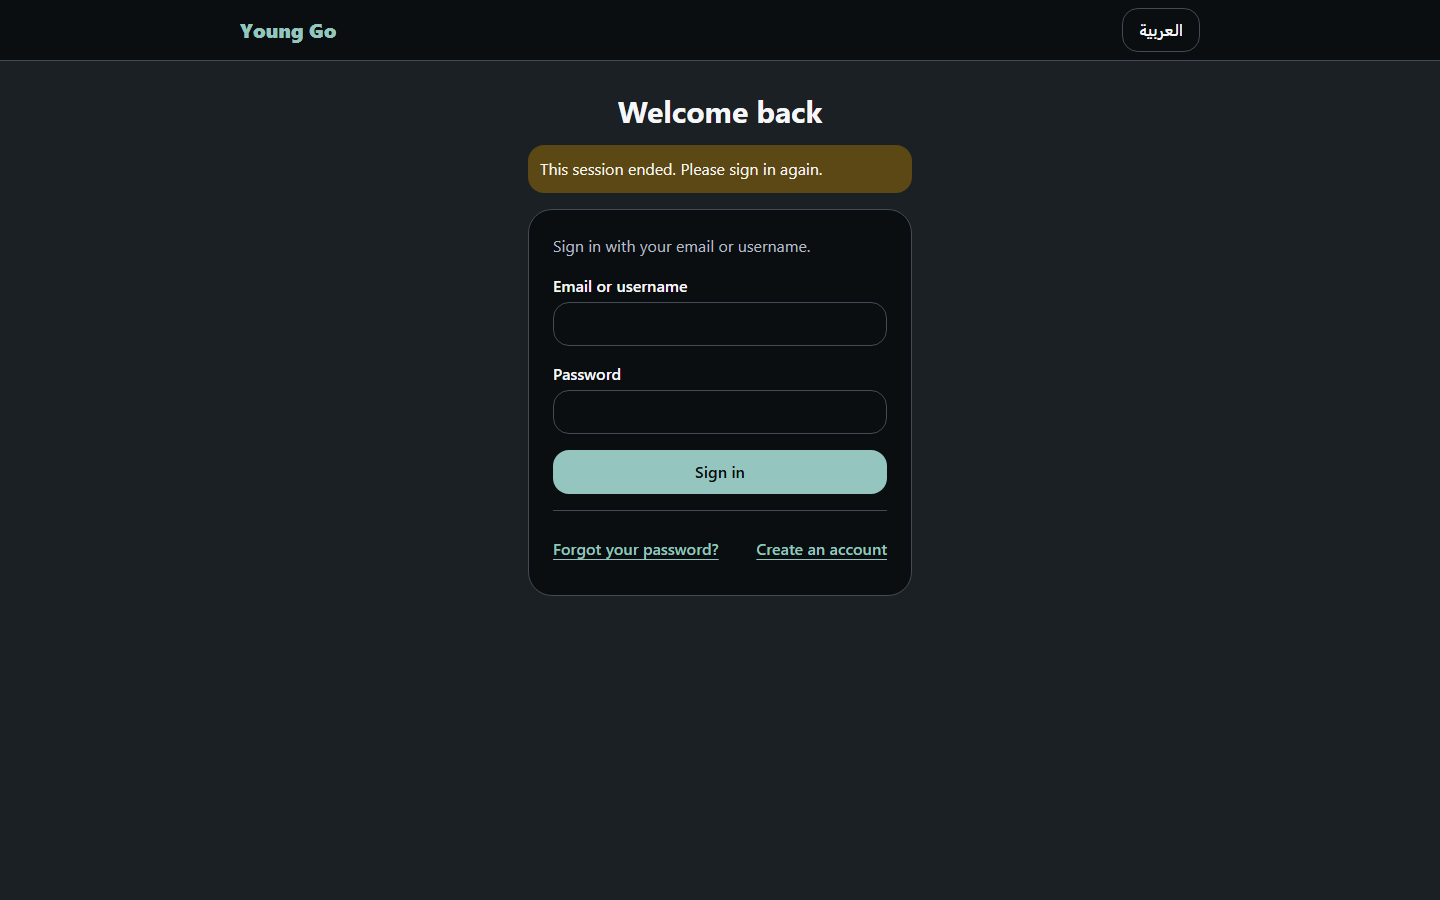 Young Go
العربية
Welcome back
This session ended. Please sign in again.
Sign in with your email or username.
Email or username
Password
Sign in
Forgot your password?
Create an account